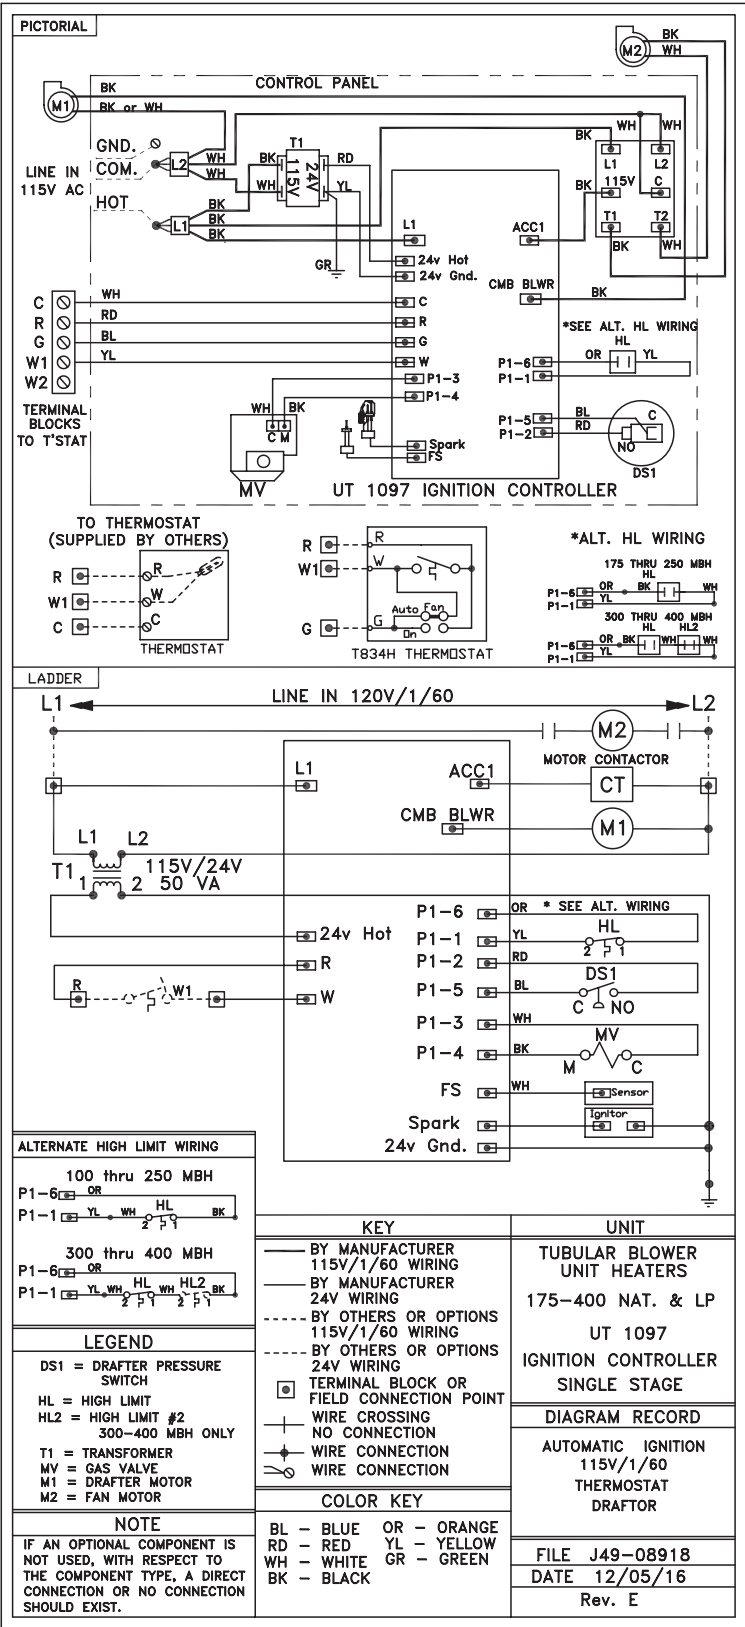 PICTORIAL
M2
BK
WH
CONTROL PANEL
M1
BK
BK or WH
GND.
COM.
LINE IN
115V AC
HOT
L2
WH
WH
L1
BK
BK
BK
T1
BK
WH
115V
24V
RD
YL
GR
BK
WH
WH
L1
L2
BK
115V
C
T1
T2
BK
WH
L1
ACC1
24v Hot
24v Gnd.
CMB BLWR
BK
C
WH
C
R
RD
R
G
BL
G
W1
YL
W
W2
TERMINAL
BLOCKS
TO T'STAT
*SEE ALT. HL WIRING
HL
OR
YL
P1-6
P1-1
P1-3
P1-4
WH
BK
C M
MV
Spark
FS
P1-5
P1-2
BL
RD
C
NO
DS1
UT 1097 IGNITION CONTROLLER
TO THERMOSTAT
(SUPPLIED BY OTHERS)
R
R
W1
W
C
C
THERMOSTAT
R
R
W1
W
G
G
Auto Fan
On
T834H THERMOSTAT
*ALT. HL WIRING
175 THRU 250 MBH
HL
P1-6
OR
BK
WH
P1-1
YL
300 THRU 400 MBH
HL
HL2
P1-6
OR
BK
WH
WH
P1-1
YL
LADDER
L1
LINE IN 120V/1/60
L2
M2
MOTOR CONTACTOR
L1
ACC1
CT
CMB BLWR
M1
L1
L2
T1
1
2
115V/24V
50 VA
24v Hot
R
W
R
W1
P1-6
OR
* SEE ALT. WIRING
P1-1
YL
HL
2
1
P1-2
RD
P1-5
BL
DS1
C
NO
P1-3
WH
P1-4
BK
MV
M
C
FS
WH
Sensor
Spark
Ignitor
24v Gnd.
ALTERNATE HIGH LIMIT WIRING
100 thru 250 MBH
P1-6
OR
P1-1
YL
WH
HL
2
1
BK
300 thru 400 MBH
P1-6
OR
P1-1
YL
WH
HL
2
1
WH
HL2
2
1
BK
LEGEND
DS1 = DRAFTER PRESSURE
SWITCH
HL = HIGH LIMIT
HL2 = HIGH LIMIT #2
300-400 MBH ONLY
T1 = TRANSFORMER
MV = GAS VALVE
M1 = DRAFTER MOTOR
M2 = FAN MOTOR
NOTE
IF AN OPTIONAL COMPONENT IS
NOT USED, WITH RESPECT TO
THE COMPONENT TYPE, A DIRECT
CONNECTION OR NO CONNECTION
SHOULD EXIST.
KEY
BY MANUFACTURER
115V/1/60 WIRING
BY MANUFACTURER
24V WIRING
BY OTHERS OR OPTIONS
115V/1/60 WIRING
BY OTHERS OR OPTIONS
24V WIRING
TERMINAL BLOCK OR
FIELD CONNECTION POINT
WIRE CROSSING
NO CONNECTION
WIRE CONNECTION
WIRE CONNECTION
COLOR KEY
BL - BLUE OR - ORANGE
RD - RED YL - YELLOW
WH - WHITE GR - GREEN
BK - BLACK
UNIT
TUBULAR BLOWER
UNIT HEATERS
175-400 NAT. & LP
UT 1097
IGNITION CONTROLLER
SINGLE STAGE
DIAGRAM RECORD
AUTOMATIC IGNITION
115V/1/60
THERMOSTAT
DRAFTOR
FILE J49-08918
DATE 12/05/16
Rev. E